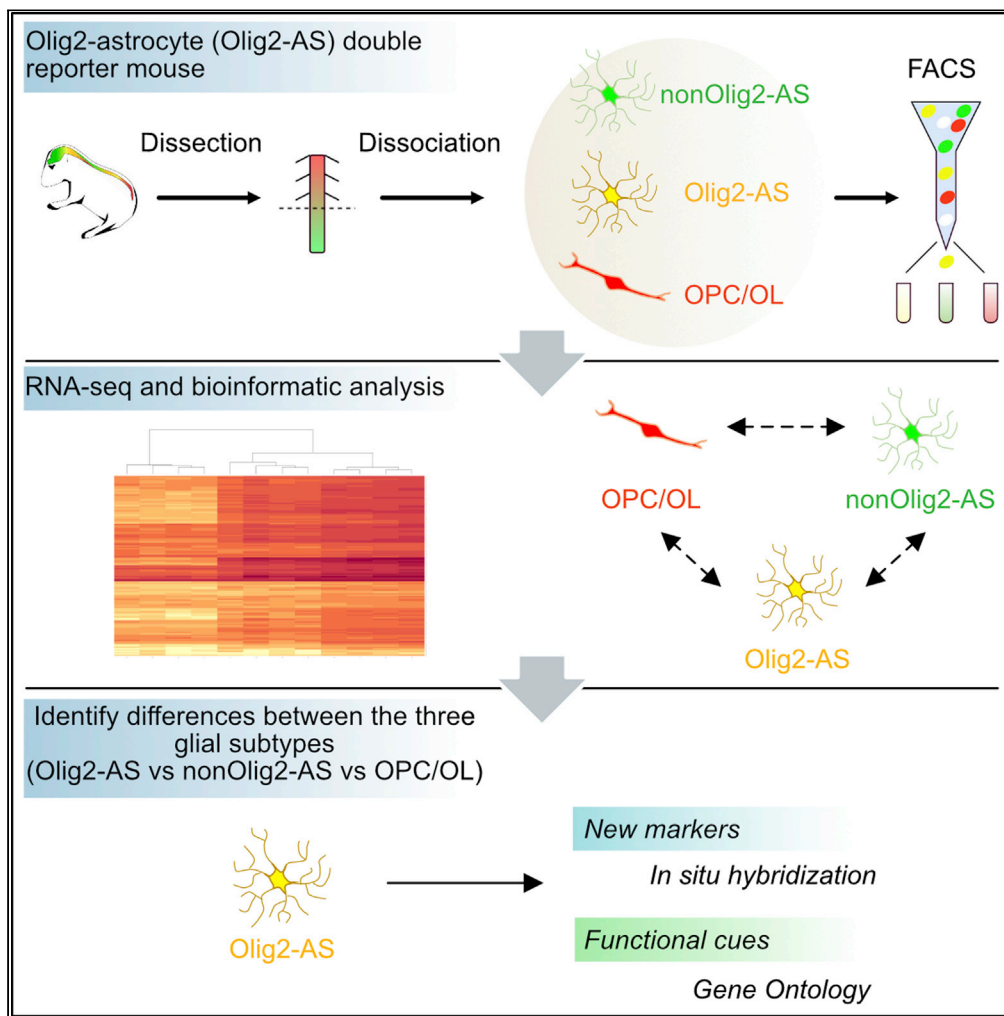 Olig2-astrocyte (Olig2-AS) double
reporter mouse
FACS
nonOlig2-AS
Dissection
Dissociation
Olig2-AS
OPC/OL
RNA-seq and bioinformatic analysis
OPC/OL
nonOlig2-AS
Olig2-AS
Identify differences between the three
glial subtypes
(Olig2-AS vs nonOlig2-AS vs OPC/OL)
New markers
In situ hybridization
Olig2-AS
Functional cues
Gene Ontology